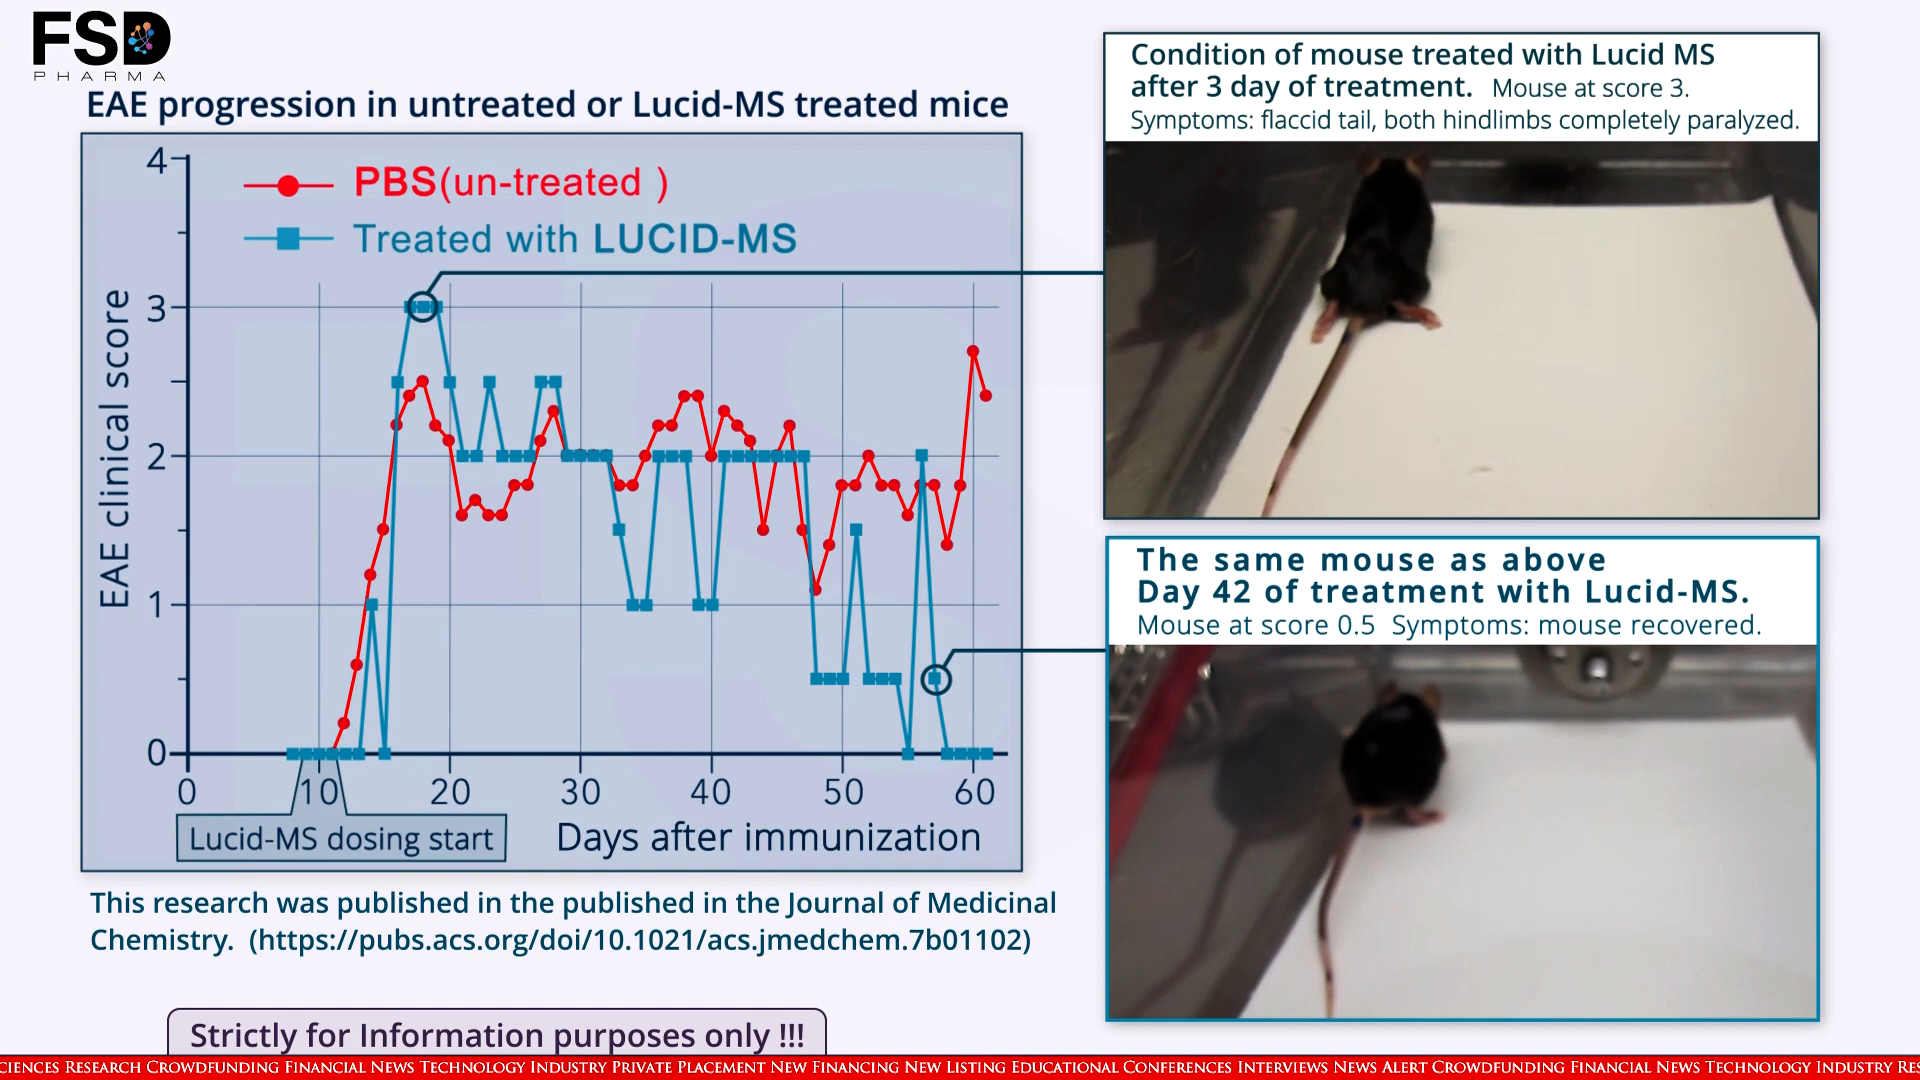 FSD
PHARMA
EAE progression in untreated or Lucid-MS treated mice
4
3
2
1
0
EAE clinical score
PBS(un-treated )
Treated with LUCID-MS
0 10 20 30 40 50 60
Lucid-MS dosing start
Days after immunization
This research was published in the published in the Journal of Medicinal
Chemistry. (https://pubs.acs.org/doi/10.1021/acs.jmedchem.7b01102)
Condition of mouse treated with Lucid MS
after 3 day of treatment. Mouse at score 3.
Symptoms: flaccid tail, both hindlimbs completely paralyzed.
The same mouse as above
Day 42 of treatment with Lucid-MS.
Mouse at score 0.5 Symptoms: mouse recovered.
Strictly for Information purposes only !!!
CIENCES RESEARCH CROWDFUNDING FINANCIAL NEWS TECHNOLOGY INDUSTRY PRIVATE PLACEMENT NEW FINANCING NEW LISTING EDUCATIONAL CONFERENCES INTERVIEWS NEWS ALERT CROWDFUNDING FINANCIAL NEWS TECHNOLOGY INDUSTRY RES